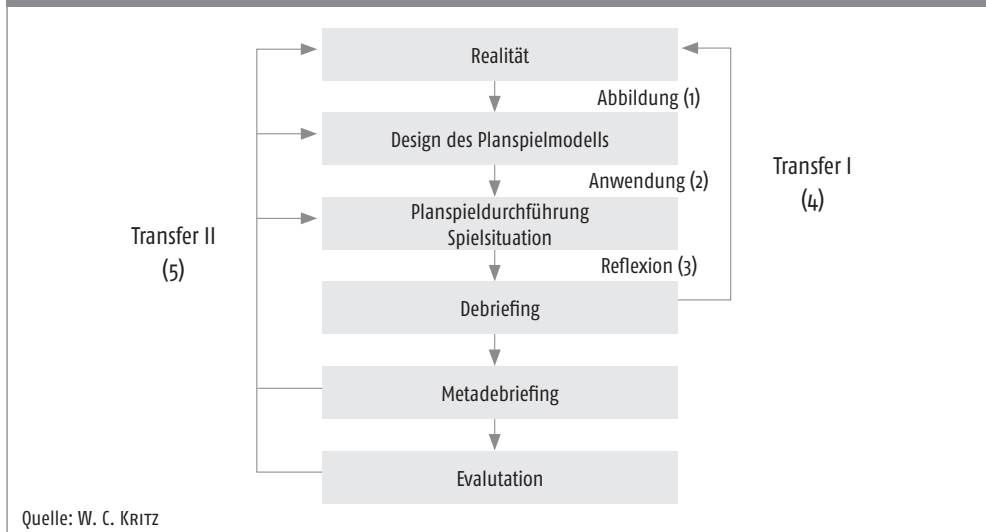 Realität
Abbildung (1)
Design des Planspielmodells
Anwendung (2)
Transfer I
(4)
Planspieldurchführung
Spielsituation
Transfer II
(5)
Reflexion (3)
Debriefing
Metadebriefing
Evalutation
Quelle: W. C. KRITZ